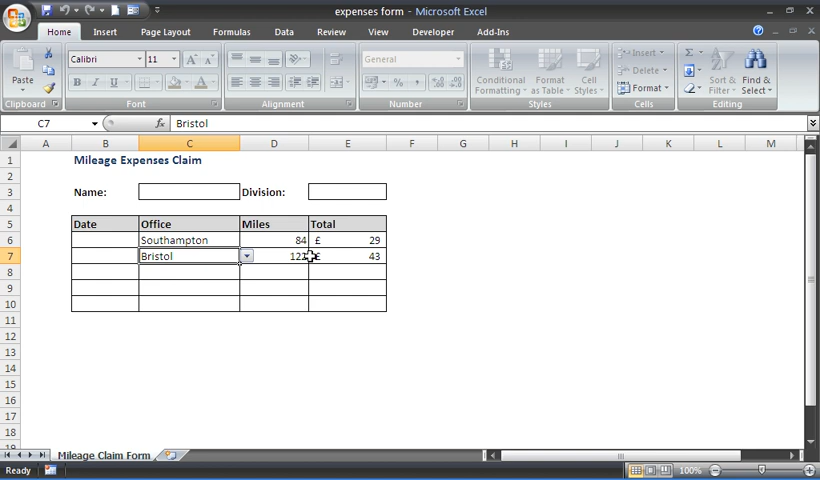 expenses form - Microsoft Excel
Home Insert Page Layout Formulas Data Review View Developer Add-Ins
Paste Calibri 11 General Conditional Formatting Format as Table Cell Styles Insert Delete Format Sort & Filter Find & Select
Clipboard Font Alignment Number Styles Cells Editing
C7 fx Bristol
A B C D E F G H I J K L M
1 Mileage Expenses Claim
2
3 Name: Division:
4
5 Date Office Miles Total
6 Southampton 84 £ 29
7 Bristol £ 43
8
9
10
11
12
13
14
15
16
17
18
Mileage Claim Form
Ready 100%